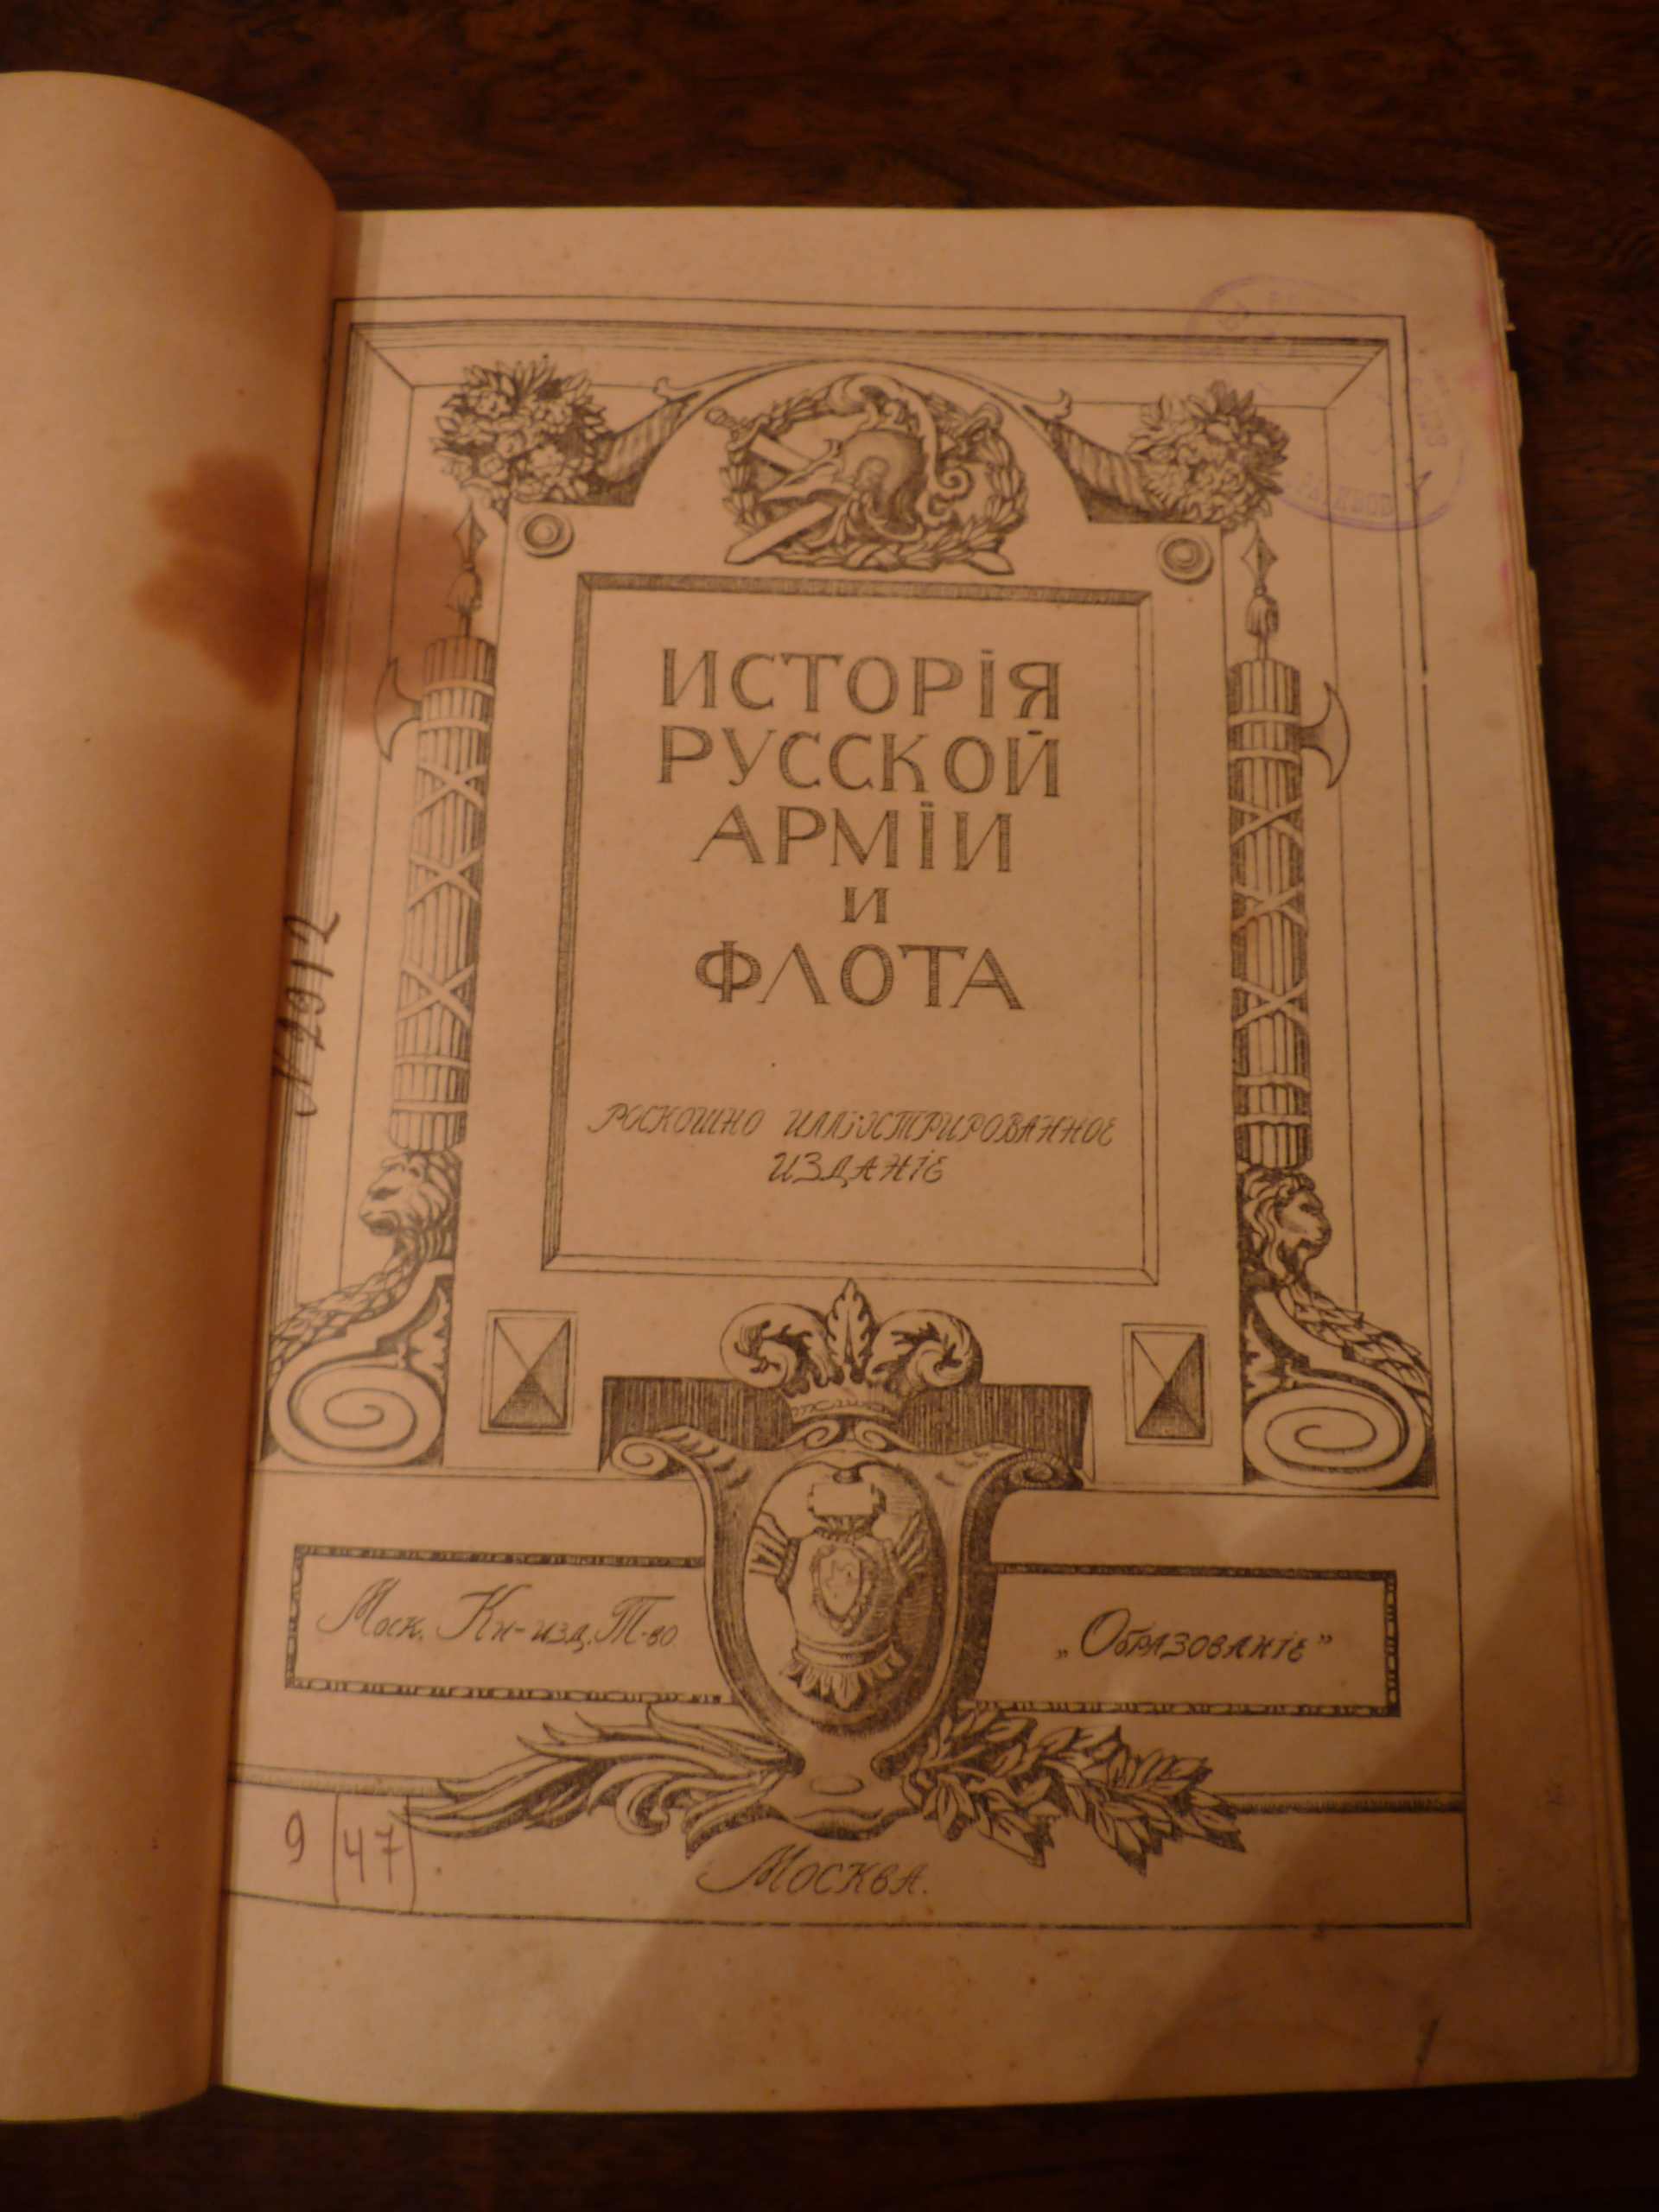 ИСТОРІЯ
РУССКОЙ
АРМІИ
И
ФЛОТА
РОСКОШНО ИЛЛЮСТРИРОВАННОЕ
ИЗДАНІЕ
Моск. Кн-изд. Т-во
„Образованіе”
Москва.
9 (47)